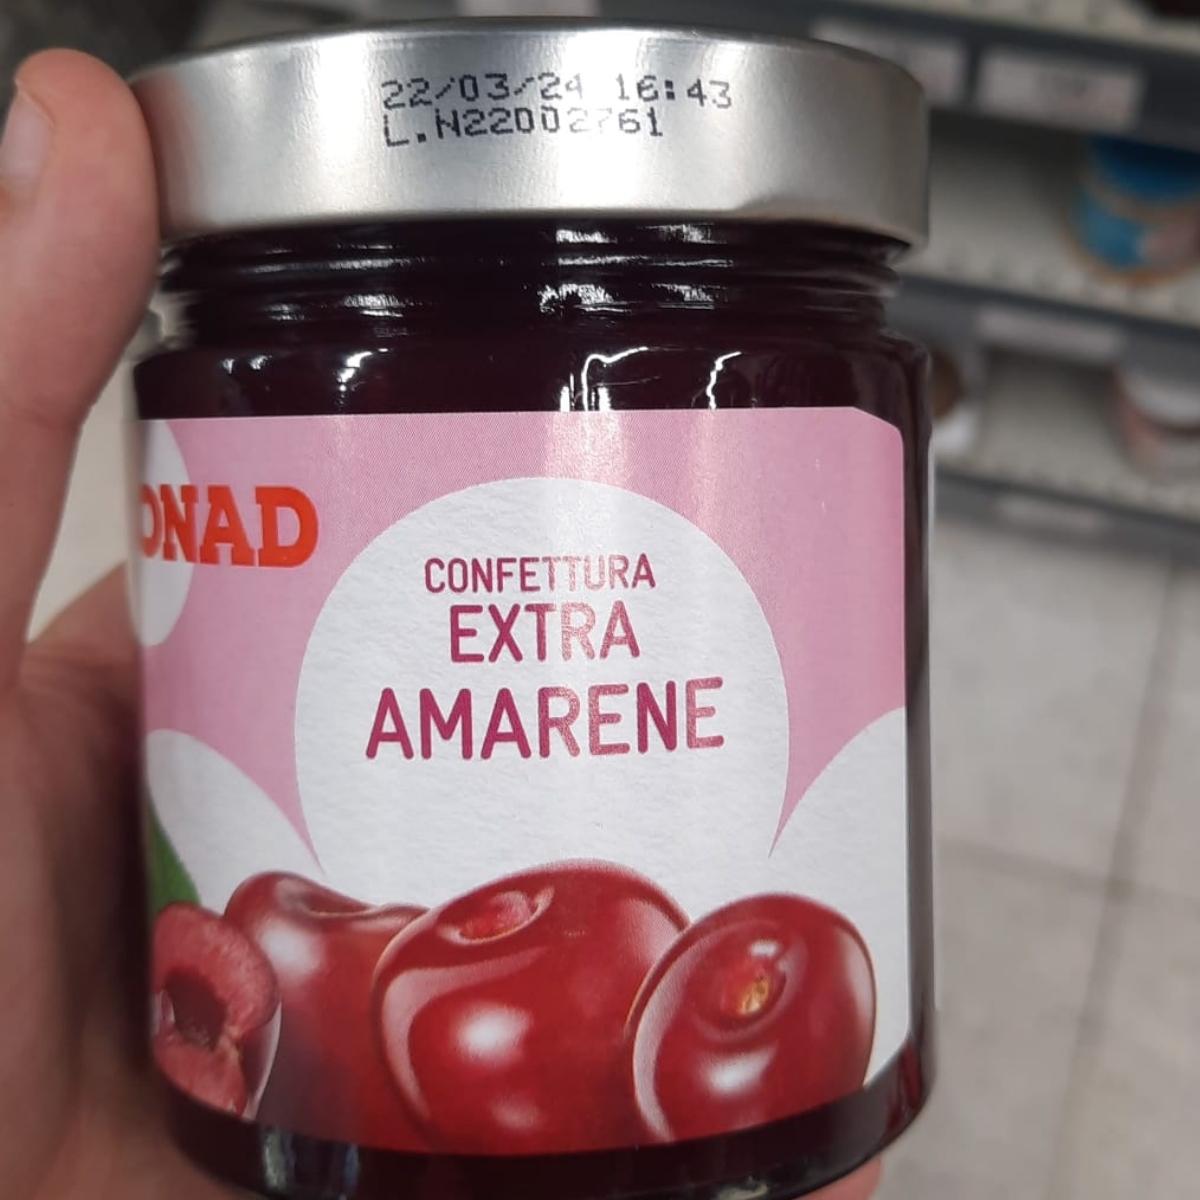 22/03/24 16:43
L.N22002761
ONAD
CONFETTURA
EXTRA
AMARENE